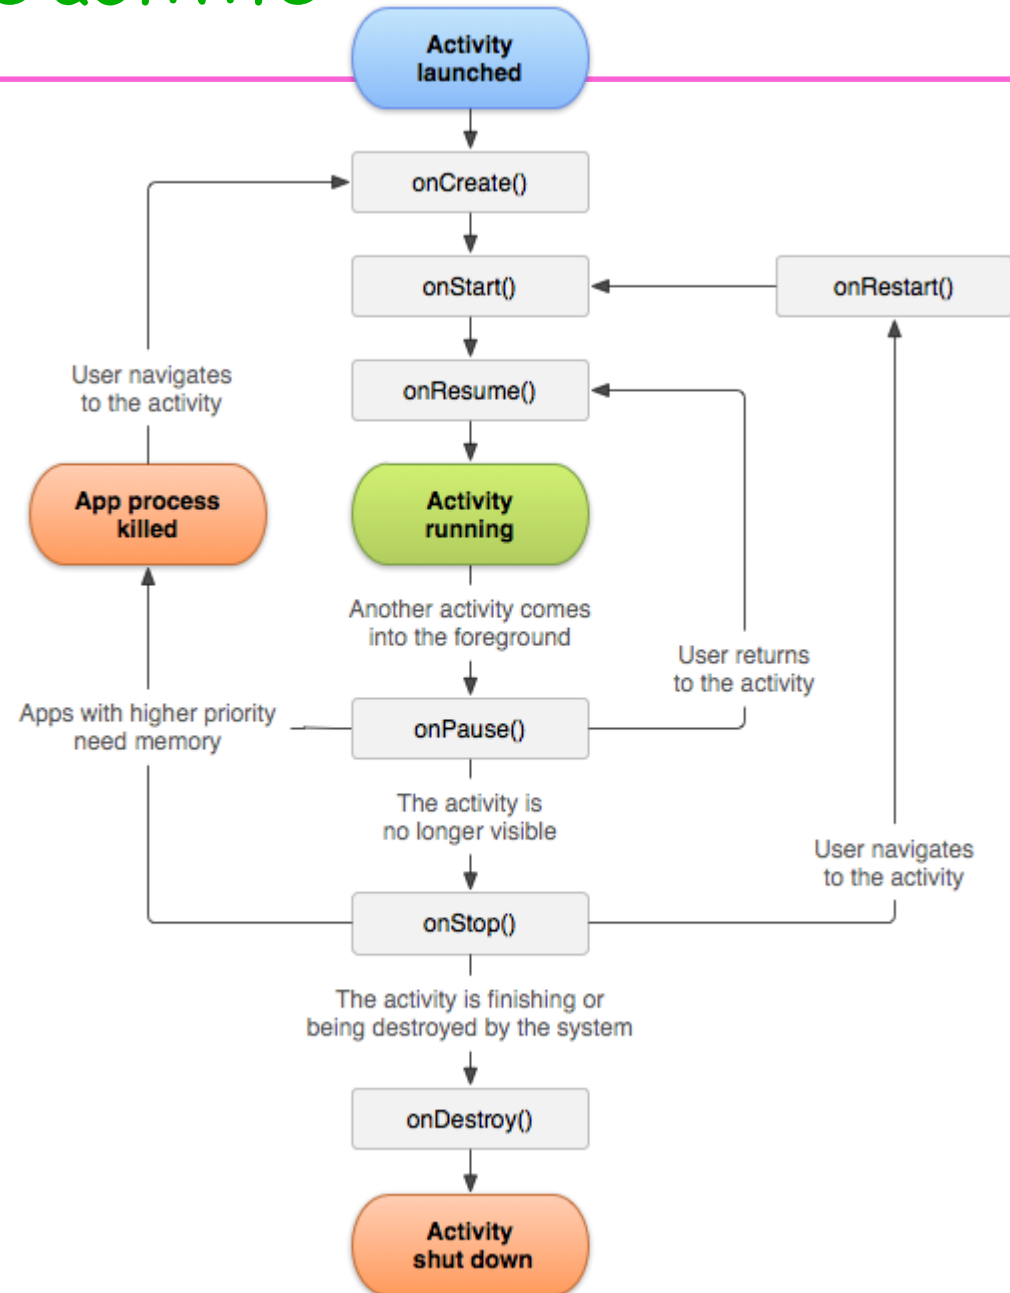 Activity
launched
onCreate()
onStart()
onRestart()
User navigates
to the activity
onResume()
App process
killed
Activity
running
Another activity comes
into the foreground
User returns
to the activity
Apps with higher priority
need memory
onPause()
The activity is
no longer visible
User navigates
to the activity
onStop()
The activity is finishing or
being destroyed by the system
onDestroy()
Activity
shut down